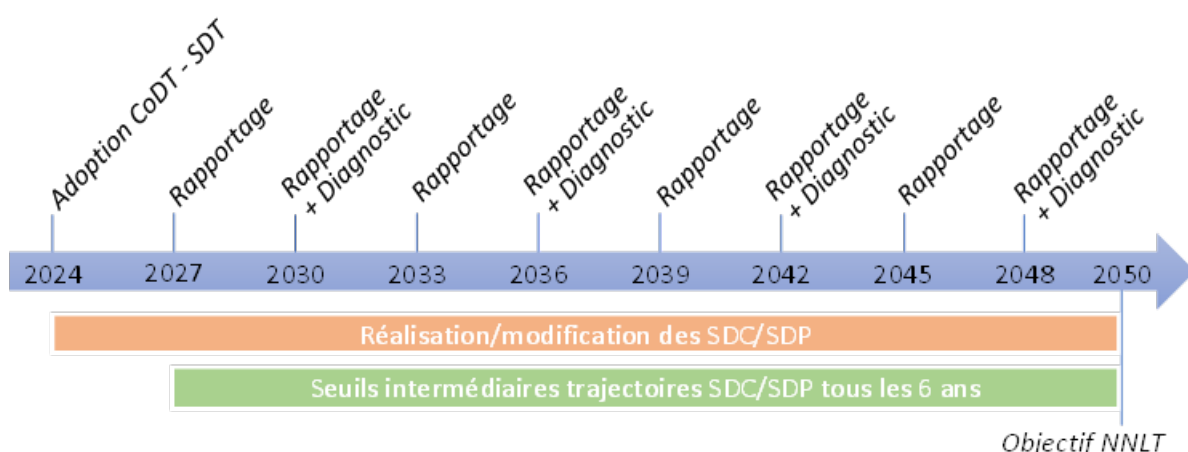 Adoption CoDT - SDT
Rapportage
Rapportage
+ Diagnostic
Rapportage
Rapportage
+ Diagnostic
Rapportage
Rapportage
+ Diagnostic
Rapportage
Rapportage
+ Diagnostic
2024 2027 2030 2033 2036 2039 2042 2045 2048 2050
Réalisation/modification des SDC/SDP
Seuils intermédiaires trajectoires SDC/SDP tous les 6 ans
Objectif NNLT